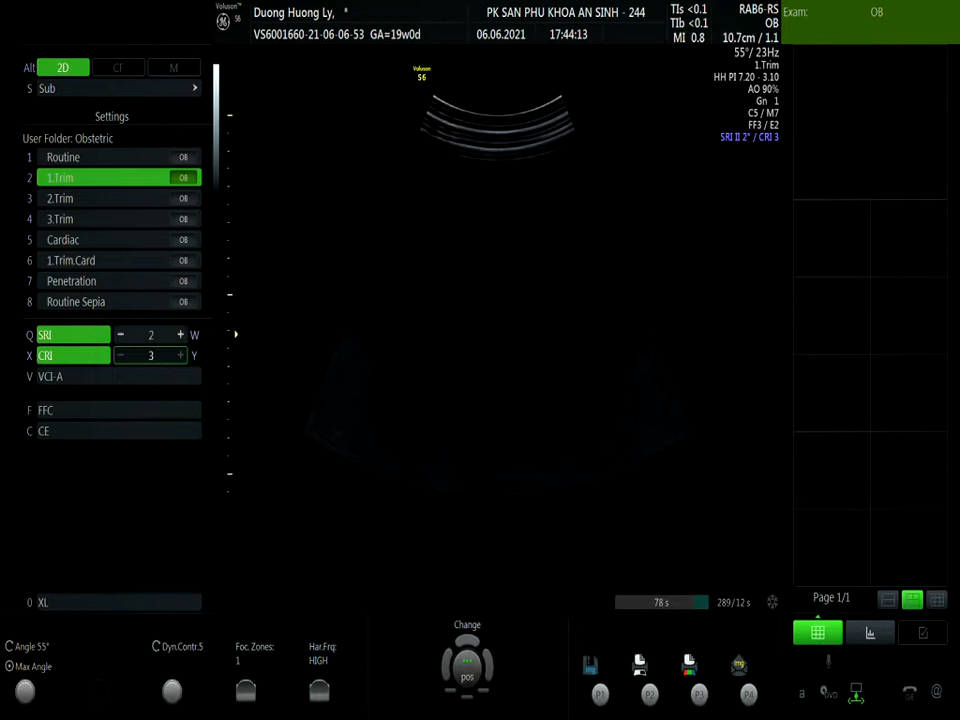 Voluson
S6
Duong Huong Ly, *
PK SAN PHU KHOA AN SINH - 244
TIs <0.1
RAB6-RS
TIb <0.1
OB
VS6001660-21-06-06-53 GA=19w0d
06.06.2021
17:44:13
MI 0.8
10.7cm / 1.1
55°/ 23Hz
1.Trim
HH PI 7.20 - 3.10
AO 90%
Gn 1
C5 / M7
FF3 / E2
SRI II 2" / CRI 3
Exam: OB
Voluson
S6
Alt 2D CF M
S Sub >
Settings
User Folder: Obstetric
1 Routine OB
2 1.Trim OB
3 2.Trim OB
4 3.Trim OB
5 Cardiac OB
6 1.Trim.Card OB
7 Penetration OB
8 Routine Sepia OB
Q SRI - 2 + W
X CRI - 3 + Y
V VCI-A
F FFC
C CE
0 XL
78 s
289/12 s
Page 1/1
Angle 55°
Max Angle
Dyn.Contr.5
Foc. Zones:
1
Har.Frq:
HIGH
Change
pos
Img
P1 P2 P3 P4
a DVD @